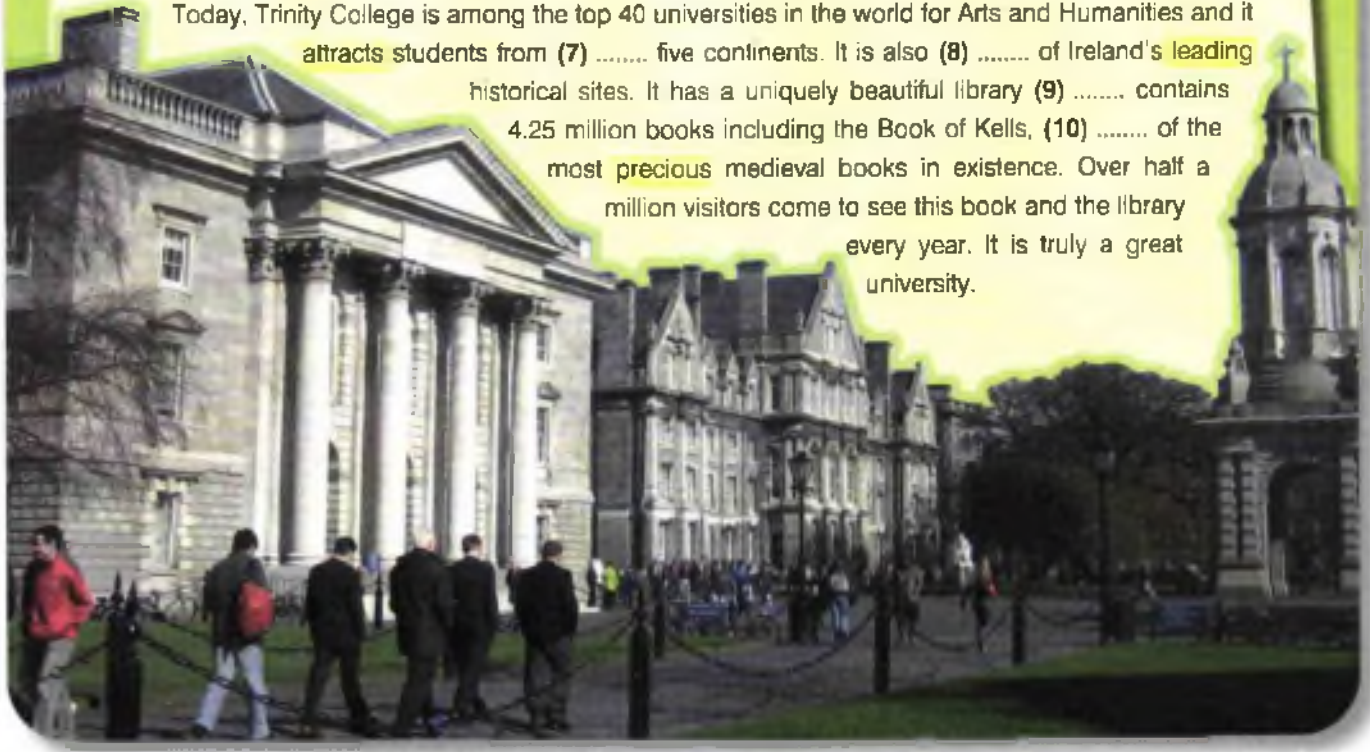 Today, Trinity College is among the top 40 universities in the world for Arts and Humanities and it
attracts students from (7) ........ five continents. It is also (8) ........ of Ireland's leading
historical sites. It has a uniquely beautiful library (9) ........ contains
4.25 million books including the Book of Kells, (10) ........ of the
most precious medieval books in existence. Over half a
million visitors come to see this book and the library
every year. It is truly a great
university.